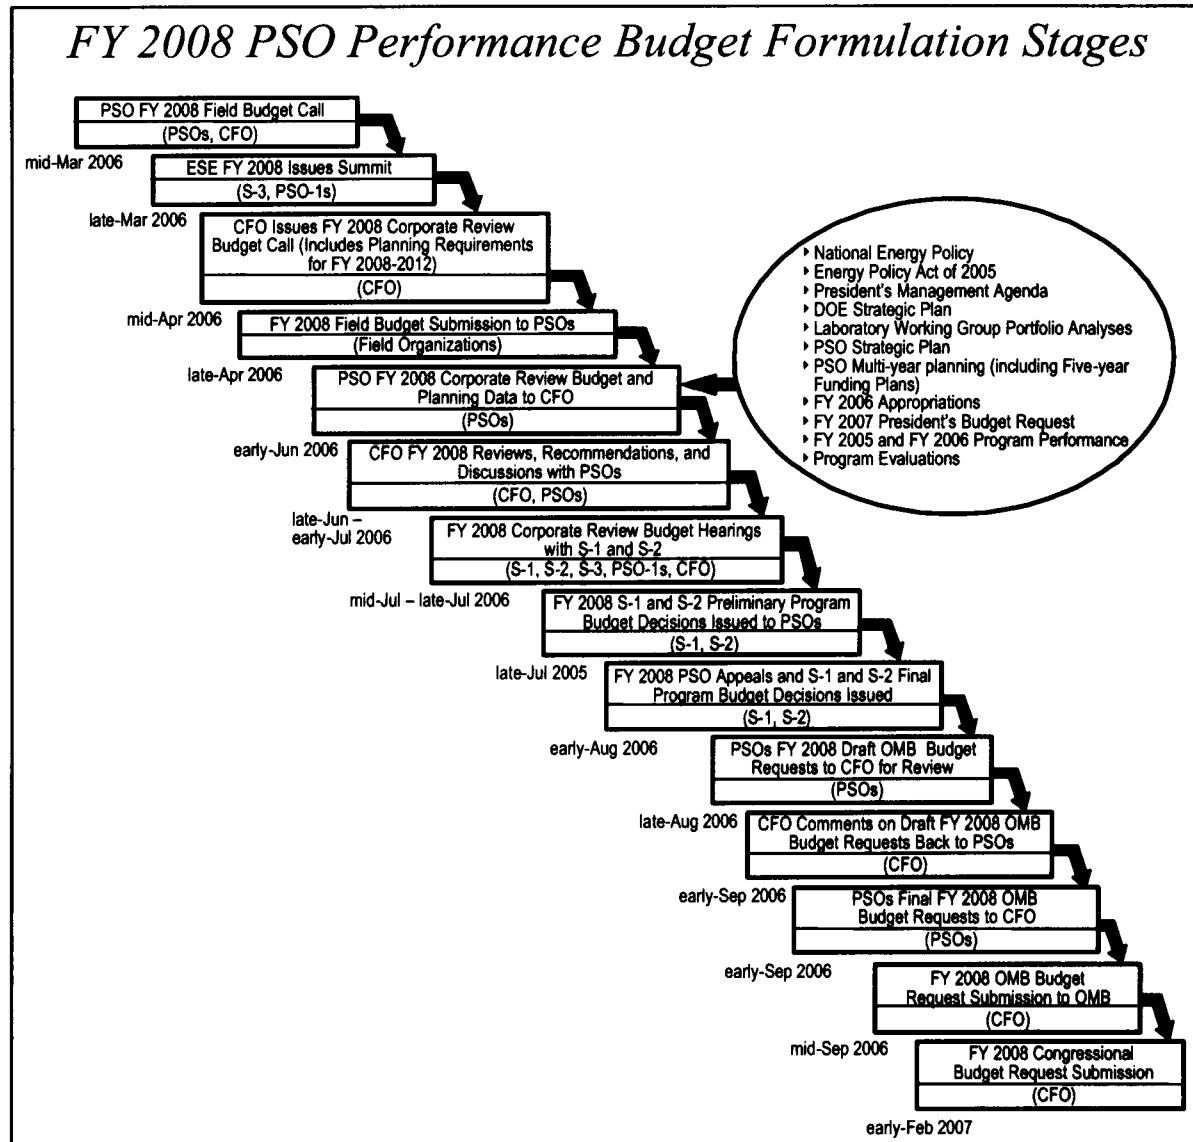 FY 2008 PSO Performance Budget Formulation Stages
PSO FY 2008 Field Budget Call
(PSOs, CFO)
mid-Mar 2006
ESE FY 2008 Issues Summit
(S-3, PSO-1s)
late-Mar 2006
CFO Issues FY 2008 Corporate Review
Budget Call (Includes Planning Requirements
for FY 2008-2012)
(CFO)
mid-Apr 2006
FY 2008 Field Budget Submission to PSOs
(Field Organizations)
late-Apr 2006
PSO FY 2008 Corporate Review Budget and
Planning Data to CFO
(PSOs)
early-Jun 2006
National Energy Policy
Energy Policy Act of 2005
President's Management Agenda
DOE Strategic Plan
Laboratory Working Group Portfolio Analyses
PSO Strategic Plan
PSO Multi-year planning (including Five-year
Funding Plans)
FY 2006 Appropriations
FY 2007 President's Budget Request
FY 2005 and FY 2006 Program Performance
Program Evaluations
CFO FY 2008 Reviews, Recommendations, and
Discussions with PSOs
(CFO, PSOs)
late-Jun –
early-Jul 2006
FY 2008 Corporate Review Budget Hearings
with S-1 and S-2
(S-1, S-2, S-3, PSO-1s, CFO)
mid-Jul – late-Jul 2006
FY 2008 S-1 and S-2 Preliminary Program
Budget Decisions Issued to PSOs
(S-1, S-2)
late-Jul 2005
FY 2008 PSO Appeals and S-1 and S-2 Final
Program Budget Decisions Issued
(S-1, S-2)
early-Aug 2006
PSOs FY 2008 Draft OMB Budget
Requests to CFO for Review
(PSOs)
late-Aug 2006
CFO Comments on Draft FY 2008 OMB
Budget Requests Back to PSOs
(CFO)
early-Sep 2006
PSOs Final FY 2008 OMB
Budget Requests to CFO
(PSOs)
early-Sep 2006
FY 2008 OMB Budget
Request Submission to OMB
(CFO)
mid-Sep 2006
FY 2008 Congressional
Budget Request Submission
(CFO)
early-Feb 2007